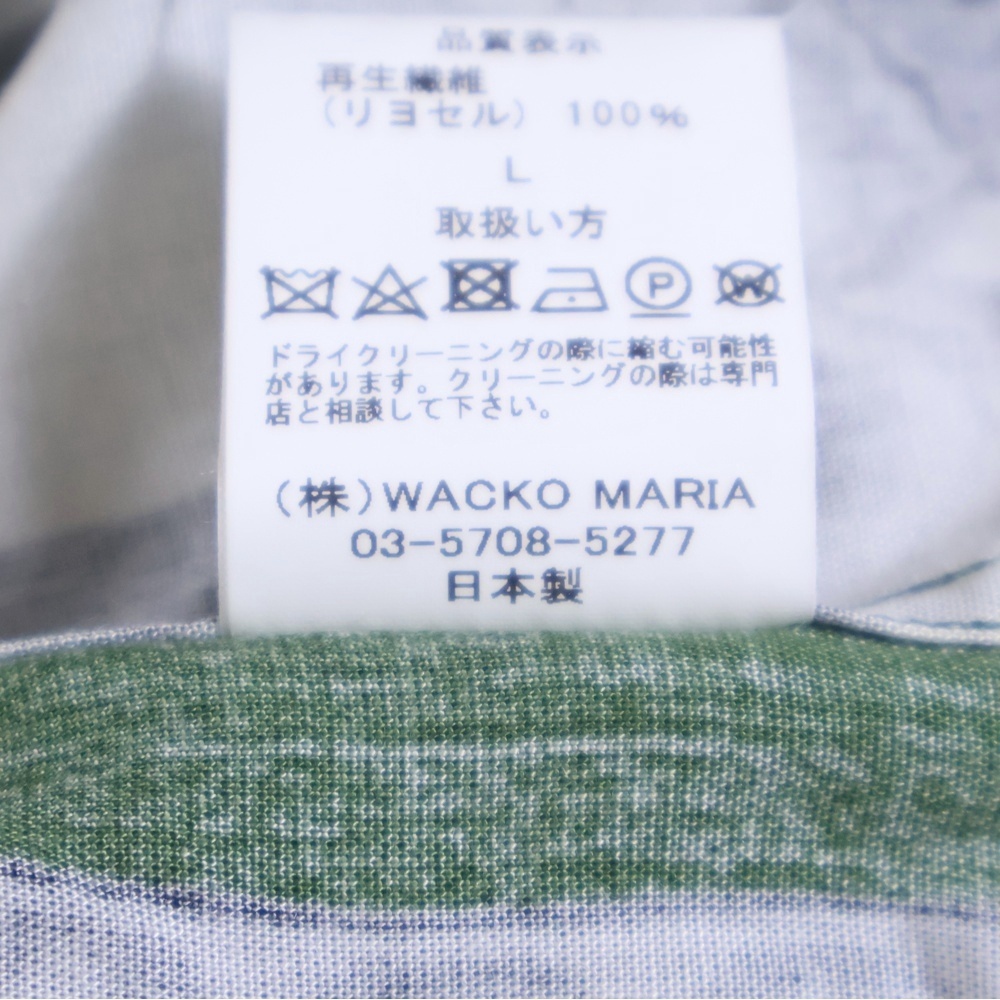 品質表示
再生繊維
（リヨセル） 100%
L
取扱い方
P W
ドライクリーニングの際に縮む可能性
があります。クリーニングの際は専門
店と相談して下さい。
（株）WACKO MARIA
03-5708-5277
日本製